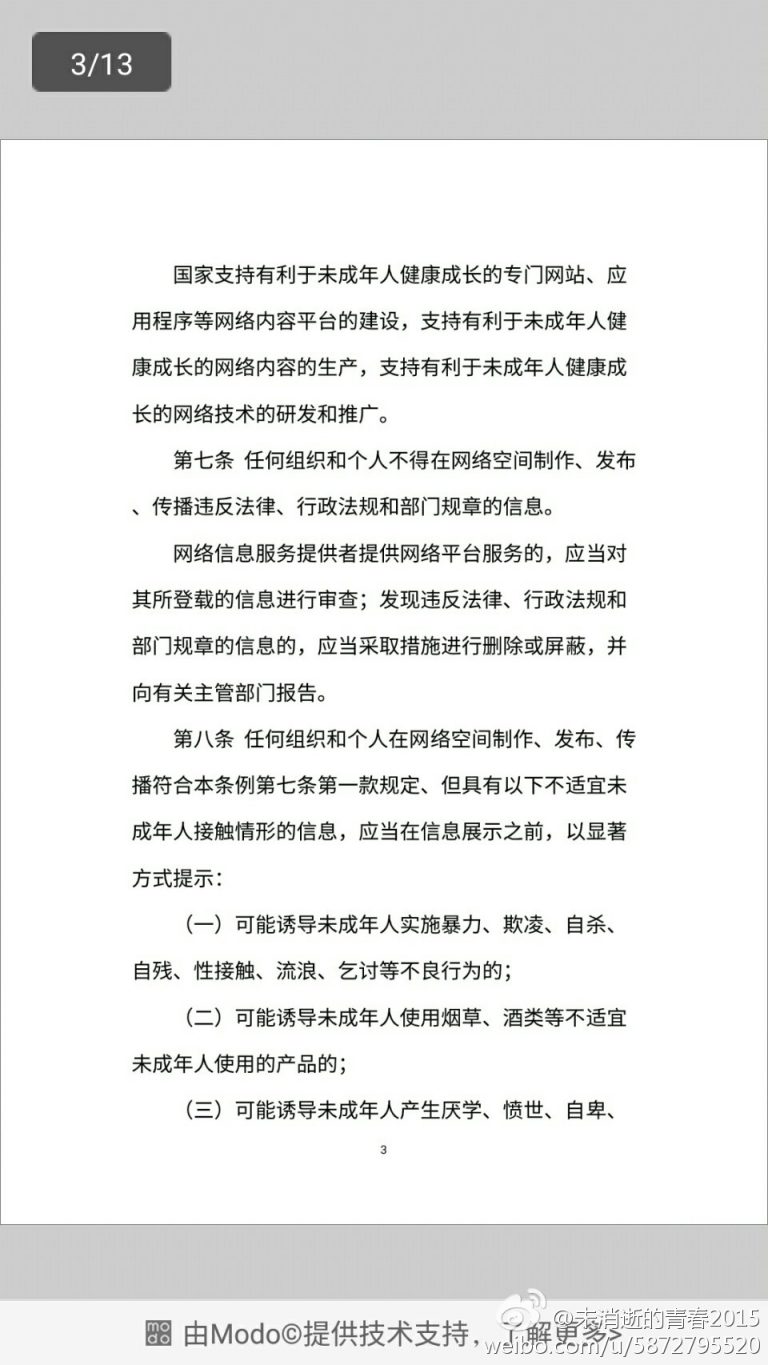 3/13
国家支持有利于未成年人健康成长的专门网站、应
用程序等网络内容平台的建设，支持有利于未成年人健
康成长的网络内容的生产，支持有利于未成年人健康成
长的网络技术的研发和推广。
第七条 任何组织和个人不得在网络空间制作、发布
、传播违反法律、行政法规和部门规章的信息。
网络信息服务提供者提供网络平台服务的，应当对
其所登载的信息进行审查；发现违反法律、行政法规和
部门规章的信息的，应当采取措施进行删除或屏蔽，并
向有关主管部门报告。
第八条 任何组织和个人在网络空间制作、发布、传
播符合本条例第七条第一款规定、但具有以下不适宜未
成年人接触情形的信息，应当在信息展示之前，以显著
方式提示：
（一）可能诱导未成年人实施暴力、欺凌、自杀、
自残、性接触、流浪、乞讨等不良行为的；
（二）可能诱导未成年人使用烟草、酒类等不适宜
未成年人使用的产品的；
（三）可能诱导未成年人产生厌学、愤世、自卑、
3
modo 由Modo©提供技术支持，了解更多>
@未消逝的青春2015
weibo.com/u/5872795520